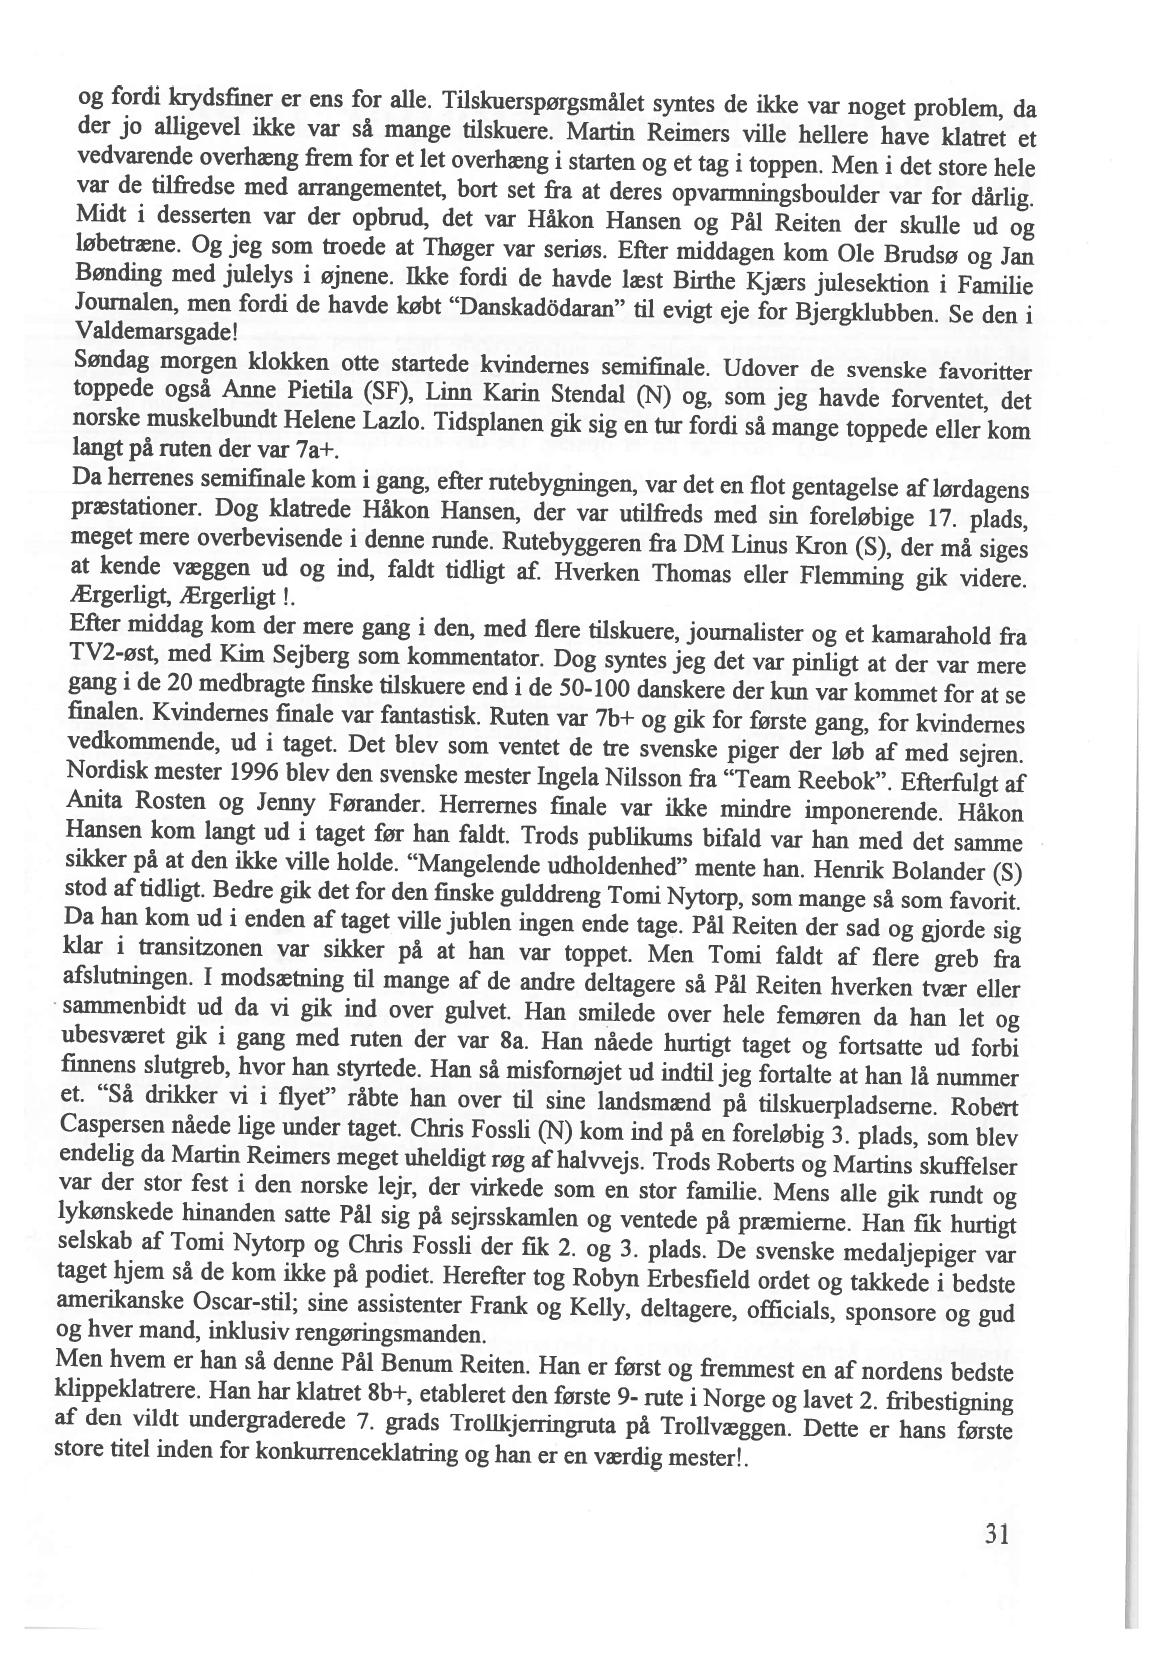 og fordi krydsfiner er ens for alle. Tilskuerspørgsmålet syntes de ikke var noget problem, da
der jo alligevel ikke var så mange tilskuere. Martin Reimers ville hellere have klatret et
vedvarende overhæng frem for et let overhæng i starten og et tag i toppen. Men i det store hele
var de tilfredse med arrangementet, bort set fra at deres opvarmningsboulder var for dårlig.
Midt i desserten var der opbrud, det var Håkon Hansen og Pål Reiten der skulle ud og
løbetræne. Og jeg som troede at Thøger var seriøs. Efter middagen kom Ole Brudsø og Jan
Bønding med julelys i øjnene. Ikke fordi de havde læst Birthe Kjærs julesektion i Familie
Journalen, men fordi de havde købt “Danskadödaran” til evigt eje for Bjergklubben. Se den i
Valdemarsgade!
Søndag morgen klokken otte startede kvindernes semifinale. Udover de svenske favoritter
toppede også Anne Pietila (SF), Linn Karin Stendal (N) og, som jeg havde forventet, det
norske muskelbundt Helene Lazlo. Tidsplanen gik sig en tur fordi så mange toppede eller kom
langt på ruten der var 7a+.
Da herrenes semifinale kom i gang, efter rutebygningen, var det en flot gentagelse af lørdagens
præstationer. Dog klatrede Håkon Hansen, der var utilfreds med sin foreløbige 17. plads,
meget mere overbevisende i denne runde. Rutebyggeren fra DM Linus Kron (S), der må siges
at kende væggen ud og ind, faldt tidligt af. Hverken Thomas eller Flemming gik videre.
Ærgerligt, Ærgerligt !.
Efter middag kom der mere gang i den, med flere tilskuere, journalister og et kamarahold fra
TV2-øst, med Kim Sejberg som kommentator. Dog syntes jeg det var pinligt at der var mere
gang i de 20 medbragte finske tilskuere end i de 50-100 danskere der kun var kommet for at se
finalen. Kvindernes finale var fantastisk. Ruten var 7b+ og gik for første gang, for kvindernes
vedkommende, ud i taget. Det blev som ventet de tre svenske piger der løb af med sejren.
Nordisk mester 1996 blev den svenske mester Ingela Nilsson fra “Team Reebok”. Efterfulgt af
Anita Rosten og Jenny Førander. Herrernes finale var ikke mindre imponerende. Håkon
Hansen kom langt ud i taget før han faldt. Trods publikums bifald var han med det samme
sikker på at den ikke ville holde. “Mangelende udholdenhed” mente han. Henrik Bolander (S)
stod af tidligt. Bedre gik det for den finske gulddreng Tomi Nytorp, som mange så som favorit.
Da han kom ud i enden af taget ville jublen ingen ende tage. Pål Reiten der sad og gjorde sig
klar i transitzonen var sikker på at han var toppet. Men Tomi faldt af flere greb fra
afslutningen. I modsætning til mange af de andre deltagere så Pål Reiten hverken tvær eller
sammenbidt ud da vi gik ind over gulvet. Han smilede over hele femøren da han let og
ubesværet gik i gang med ruten der var 8a. Han nåede hurtigt taget og fortsatte ud forbi
finnens slutgreb, hvor han styrtede. Han så misfornøjet ud indtil jeg fortalte at han lå nummer
et. “Så drikker vi i flyet” råbte han over til sine landsmænd på tilskuerpladserne. Robert
Caspersen nåede lige under taget. Chris Fossli (N) kom ind på en foreløbig 3. plads, som blev
endelig da Martin Reimers meget uheldigt røg af halvvejs. Trods Roberts og Martins skuffelser
var der stor fest i den norske lejr, der virkede som en stor familie. Mens alle gik rundt og
lykønskede hinanden satte Pål sig på sejrsskamlen og ventede på præmierne. Han fik hurtigt
selskab af Tomi Nytorp og Chris Fossli der fik 2. og 3. plads. De svenske medaljepiger var
taget hjem så de kom ikke på podiet. Herefter tog Robyn Erbesfield ordet og takkede i bedste
amerikanske Oscar-stil; sine assistenter Frank og Kelly, deltagere, officials, sponsore og gud
og hver mand, inklusiv rengøringsmanden.
Men hvem er han så denne Pål Benum Reiten. Han er først og fremmest en af nordens bedste
klippeklatrere. Han har klatret 8b+, etableret den første 9- rute i Norge og lavet 2. fribestigning
af den vildt undergraderede 7. grads Trollkjerringruta på Trollvæggen. Dette er hans første
store titel inden for konkurrenceklatring og han er en værdig mester!.
31